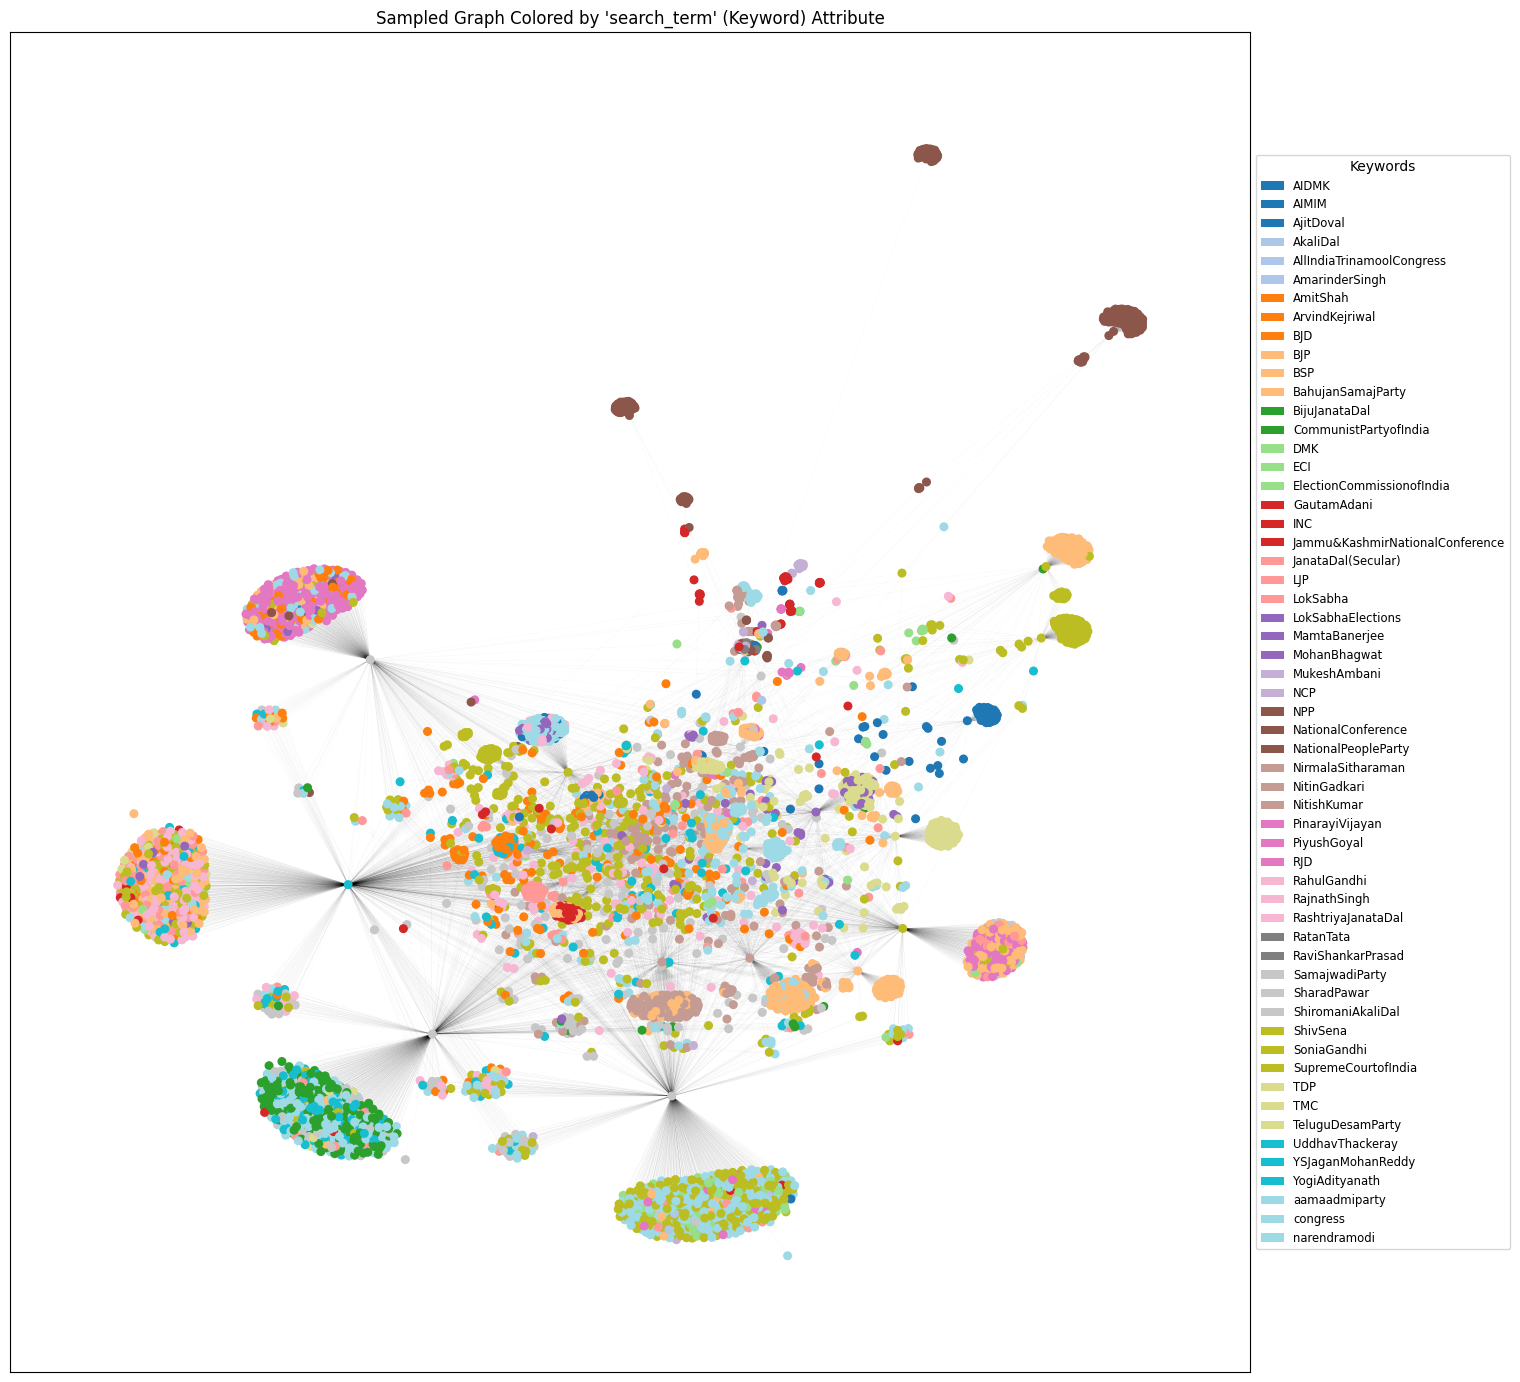 Sampled Graph Colored by 'search_term' (Keyword) Attribute
Keywords
AIDMK
AIMIM
AjitDoval
AkaliDal
AllIndiaTrinamoolCongress
AmarinderSingh
AmitShah
ArvindKejriwal
BJD
BJP
BSP
BahujanSamajParty
BijuJanataDal
CommunistPartyofIndia
DMK
ECI
ElectionCommissionofIndia
GautamAdani
INC
Jammu&KashmirNationalConference
JanataDal(Secular)
LJP
LokSabha
LokSabhaElections
MamtaBanerjee
MohanBhagwat
MukeshAmbani
NCP
NPP
NationalConference
NationalPeopleParty
NirmalaSitharaman
NitinGadkari
NitishKumar
PinarayiVijayan
PiyushGoyal
RJD
RahulGandhi
RajnathSingh
RashtriyaJanataDal
RatanTata
RaviShankarPrasad
SamajwadiParty
SharadPawar
ShiromaniAkaliDal
ShivSena
SoniaGandhi
SupremeCourtofIndia
TDP
TMC
TeluguDesamParty
UddhavThackeray
YSJaganMohanReddy
YogiAdityanath
aamaadmiparty
congress
narendramodi